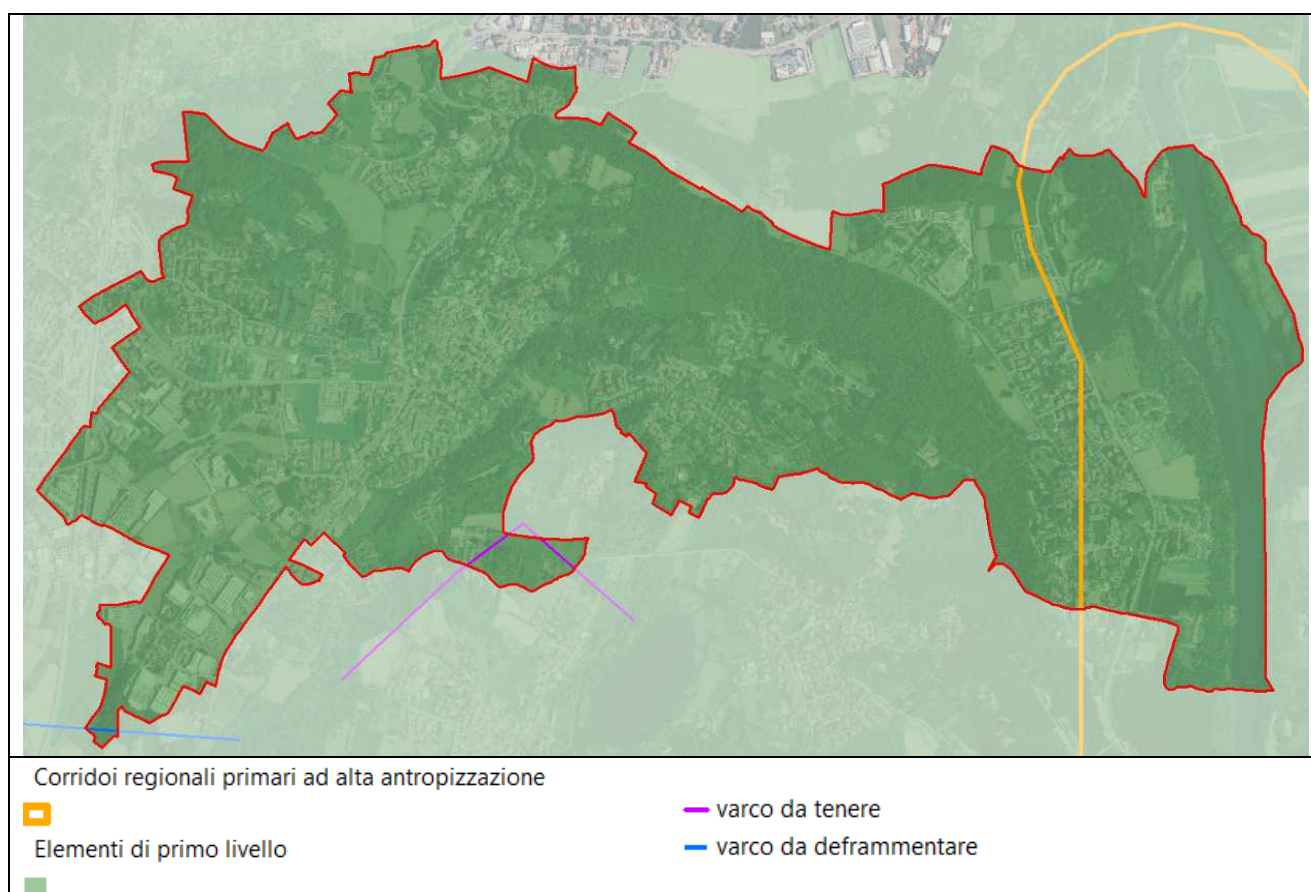 Corridoi regionali primari ad alta antropizzazione
varco da tenere
Elementi di primo livello
varco da deframmentare